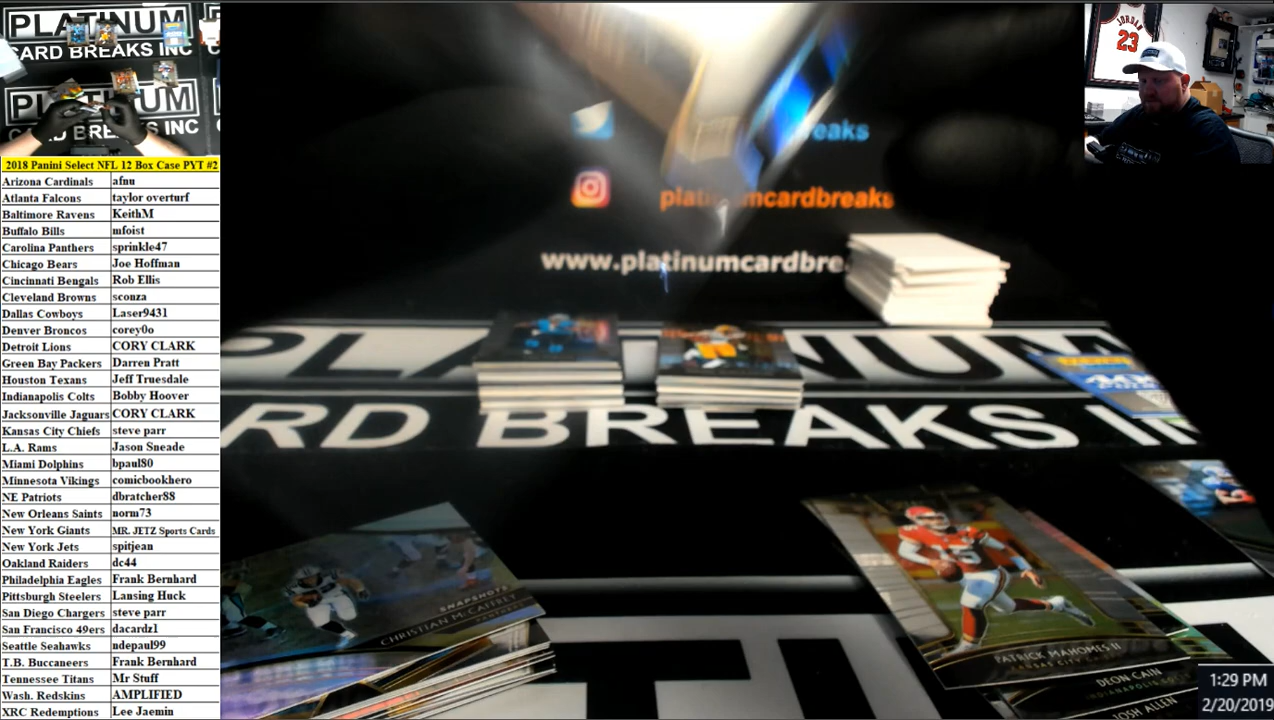 PLATINUM
CARD BREAKS INC
CARD BREAKS INC
2018 Panini Select NFL 12 Box Case PYT #2
Arizona Cardinals afnu
Atlanta Falcons taylor overturf
Baltimore Ravens KeithM
Buffalo Bills mfoist
Carolina Panthers sprinkle47
Chicago Bears Joe Hoffman
Cincinnati Bengals Rob Ellis
Cleveland Browns sconza
Dallas Cowboys Laser9431
Denver Broncos corey0o
Detroit Lions CORY CLARK
Green Bay Packers Darren Pratt
Houston Texans Jeff Truesdale
Indianapolis Colts Bobby Hoover
Jacksonville Jaguars CORY CLARK
Kansas City Chiefs steve parr
L.A. Rams Jason Sneade
Miami Dolphins bpaul80
Minnesota Vikings comicbookhero
NE Patriots dbratcher88
New Orleans Saints norm73
New York Giants MR. JETZ Sports Cards
New York Jets spitjean
Oakland Raiders dc44
Philadelphia Eagles Frank Bernhard
Pittsburgh Steelers Lansing Huck
San Diego Chargers steve parr
San Francisco 49ers dacardz1
Seattle Seahawks ndepaul99
T.B. Buccaneers Frank Bernhard
Tennessee Titans Mr Stuff
Wash. Redskins AMPLIFIED
XRC Redemptions Lee Jaemin
eaks
platinumcardbreaks
www.platinumcardbre
PLA NUM
CARD BREAKS IN
SNAPSHOTS
CHRISTIAN McCAFFREY
PATRICK MAHOMES II
KANSAS CITY
DEON CAIN
INDIANAPOLIS
JOSH ALLEN
JORDAN
23
1:29 PM
2/20/2019